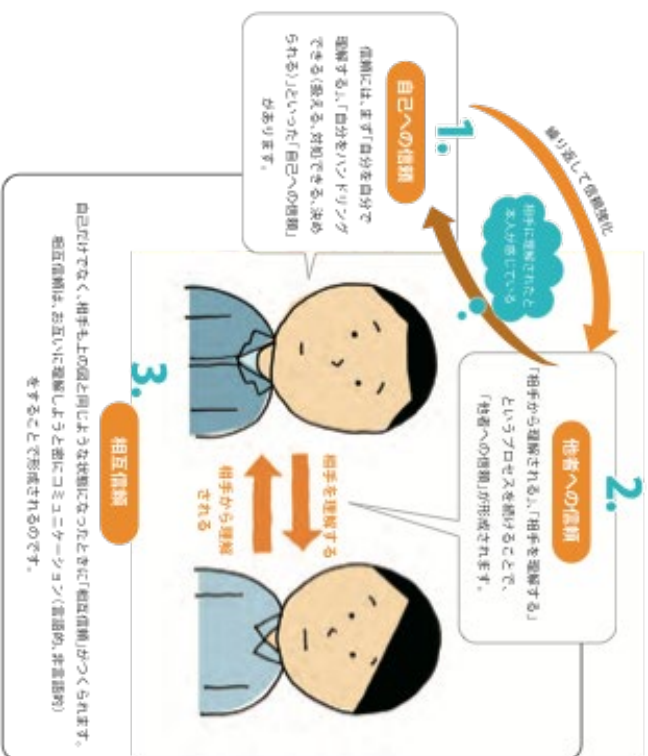 1.
自己への信頼
信頼には、まず「自分を自分で
理解する」、「自分をハンドリング
できる(扱える、対処できる、決め
られる)」といった「自己への信頼」
があります。
繰り返して信頼強化
相手に理解されたと
本人が感じている
2.
他者への信頼
「相手から理解される」、「相手を理解する」
というプロセスを続けることで、
「他者への信頼」が形成されます。
相手を理解する
相手から理解
される
3.
相互信頼
自己だけでなく、相手も上の図と同じような状態になったときに「相互信頼」がつくられます。
相互信頼は、お互いに理解しようと密にコミュニケーション(言語的、非言語的)
をすることで形成されるのです。